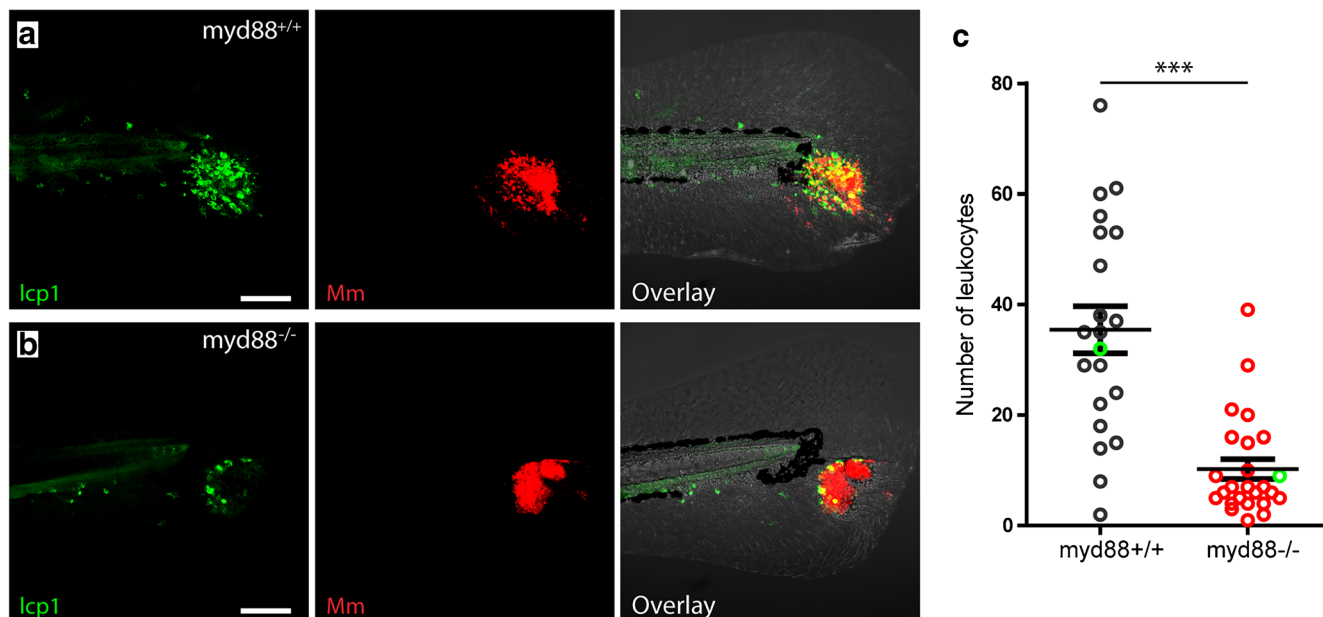 a
myd88+/+
lcp1
Mm
Overlay
b
myd88-/-
lcp1
Mm
Overlay
c
***
Number of leukocytes
80
60
40
20
0
myd88+/+
myd88-/-